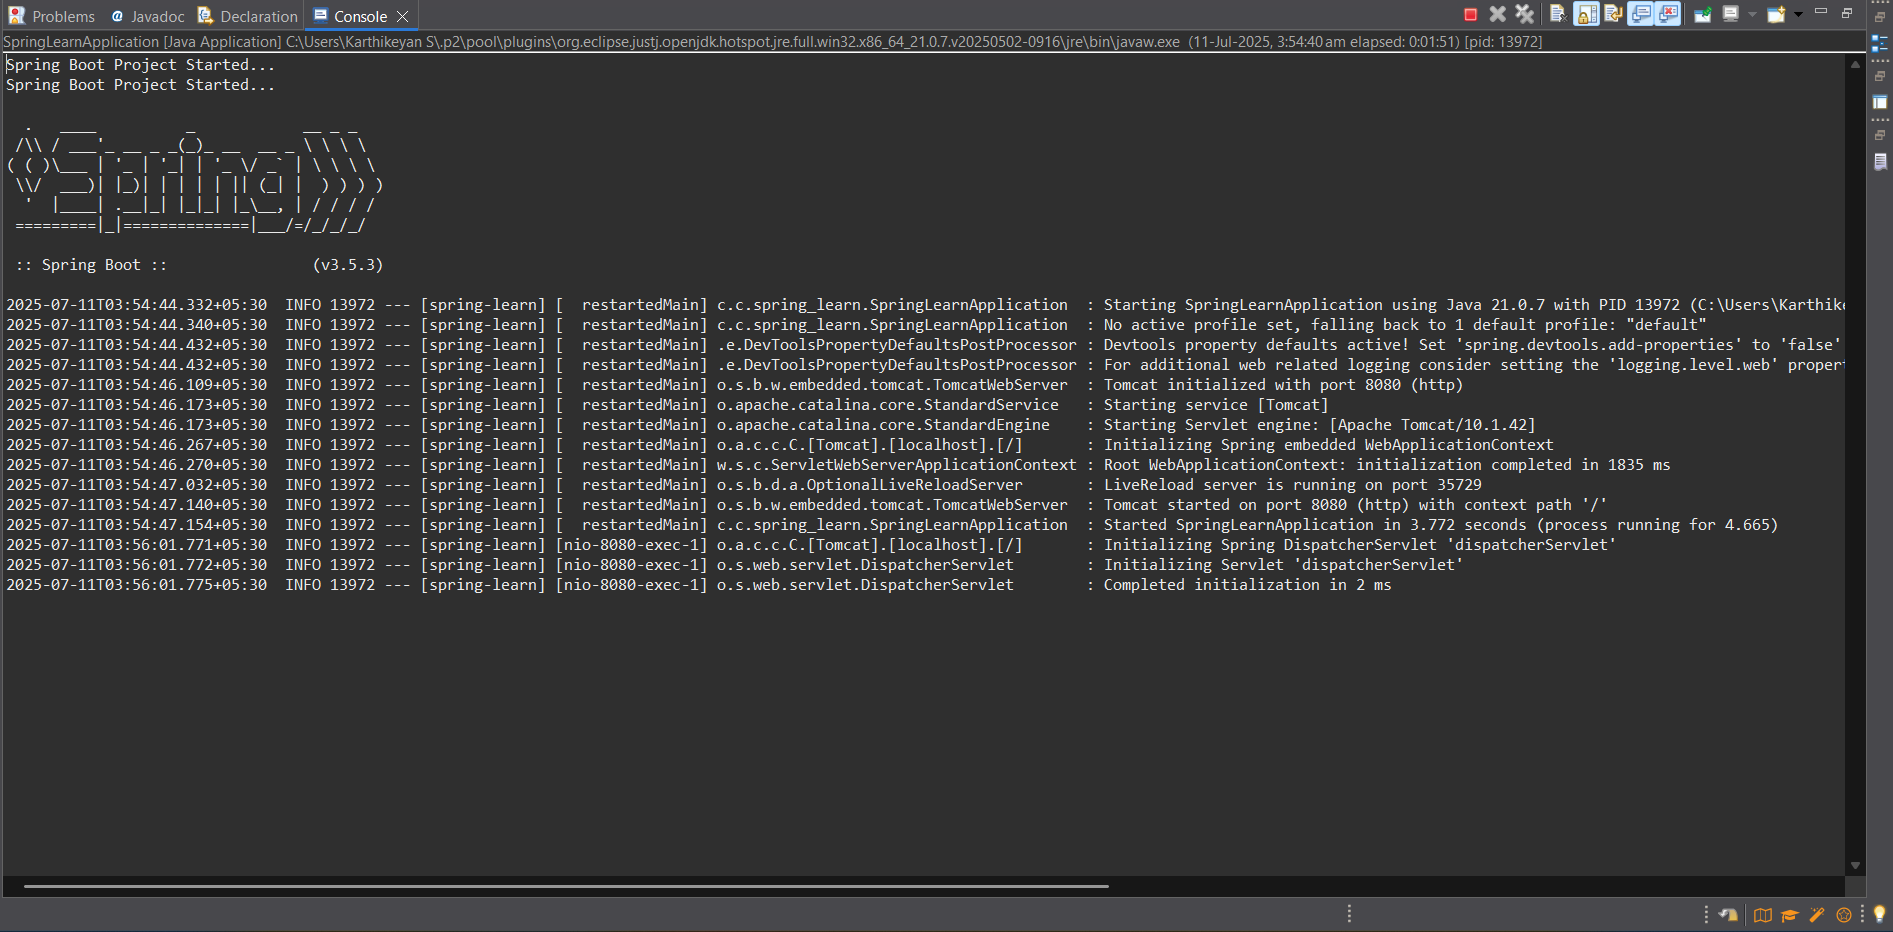 Problems Javadoc Declaration Console
SpringLearnApplication [Java Application] C:\Users\Karthikeyan S\.p2\pool\plugins\org.eclipse.justj.openjdk.hotspot.jre.full.win32.x86_64_21.0.7.v20250502-0916\jre\bin\javaw.exe  (11-Jul-2025, 3:54:40 am elapsed: 0:01:51) [pid: 13972]
Spring Boot Project Started...
Spring Boot Project Started...
  .   ____          _            __ _ _
 /\\ / ___'_ __ _ _(_)_ __  __ _ \ \ \ \
( ( )\___ | '_ | '_| | '_ \/ _` | \ \ \ \
 \\/  ___)| |_)| | | | | || (_| |  ) ) ) )
  '  |____| .__|_| |_|_| |_\__, | / / / /
 =========|_|==============|___/=/_/_/_/
 :: Spring Boot ::                (v3.5.3)
2025-07-11T03:54:44.332+05:30  INFO 13972 --- [spring-learn] [  restartedMain] c.c.spring_learn.SpringLearnApplication  : Starting SpringLearnApplication using Java 21.0.7 with PID 13972 (C:\Users\Karthike
2025-07-11T03:54:44.340+05:30  INFO 13972 --- [spring-learn] [  restartedMain] c.c.spring_learn.SpringLearnApplication  : No active profile set, falling back to 1 default profile: "default"
2025-07-11T03:54:44.432+05:30  INFO 13972 --- [spring-learn] [  restartedMain] .e.DevToolsPropertyDefaultsPostProcessor : Devtools property defaults active! Set 'spring.devtools.add-properties' to 'false'
2025-07-11T03:54:44.432+05:30  INFO 13972 --- [spring-learn] [  restartedMain] .e.DevToolsPropertyDefaultsPostProcessor : For additional web related logging consider setting the 'logging.level.web' proper
2025-07-11T03:54:46.109+05:30  INFO 13972 --- [spring-learn] [  restartedMain] o.s.b.w.embedded.tomcat.TomcatWebServer  : Tomcat initialized with port 8080 (http)
2025-07-11T03:54:46.173+05:30  INFO 13972 --- [spring-learn] [  restartedMain] o.apache.catalina.core.StandardService   : Starting service [Tomcat]
2025-07-11T03:54:46.173+05:30  INFO 13972 --- [spring-learn] [  restartedMain] o.apache.catalina.core.StandardEngine    : Starting Servlet engine: [Apache Tomcat/10.1.42]
2025-07-11T03:54:46.267+05:30  INFO 13972 --- [spring-learn] [  restartedMain] o.a.c.c.C.[Tomcat].[localhost].[/]       : Initializing Spring embedded WebApplicationContext
2025-07-11T03:54:46.270+05:30  INFO 13972 --- [spring-learn] [  restartedMain] w.s.c.ServletWebServerApplicationContext : Root WebApplicationContext: initialization completed in 1835 ms
2025-07-11T03:54:47.032+05:30  INFO 13972 --- [spring-learn] [  restartedMain] o.s.b.d.a.OptionalLiveReloadServer       : LiveReload server is running on port 35729
2025-07-11T03:54:47.140+05:30  INFO 13972 --- [spring-learn] [  restartedMain] o.s.b.w.embedded.tomcat.TomcatWebServer  : Tomcat started on port 8080 (http) with context path '/'
2025-07-11T03:54:47.154+05:30  INFO 13972 --- [spring-learn] [  restartedMain] c.c.spring_learn.SpringLearnApplication  : Started SpringLearnApplication in 3.772 seconds (process running for 4.665)
2025-07-11T03:56:01.771+05:30  INFO 13972 --- [spring-learn] [nio-8080-exec-1] o.a.c.c.C.[Tomcat].[localhost].[/]       : Initializing Spring DispatcherServlet 'dispatcherServlet'
2025-07-11T03:56:01.772+05:30  INFO 13972 --- [spring-learn] [nio-8080-exec-1] o.s.web.servlet.DispatcherServlet        : Initializing Servlet 'dispatcherServlet'
2025-07-11T03:56:01.775+05:30  INFO 13972 --- [spring-learn] [nio-8080-exec-1] o.s.web.servlet.DispatcherServlet        : Completed initialization in 2 ms